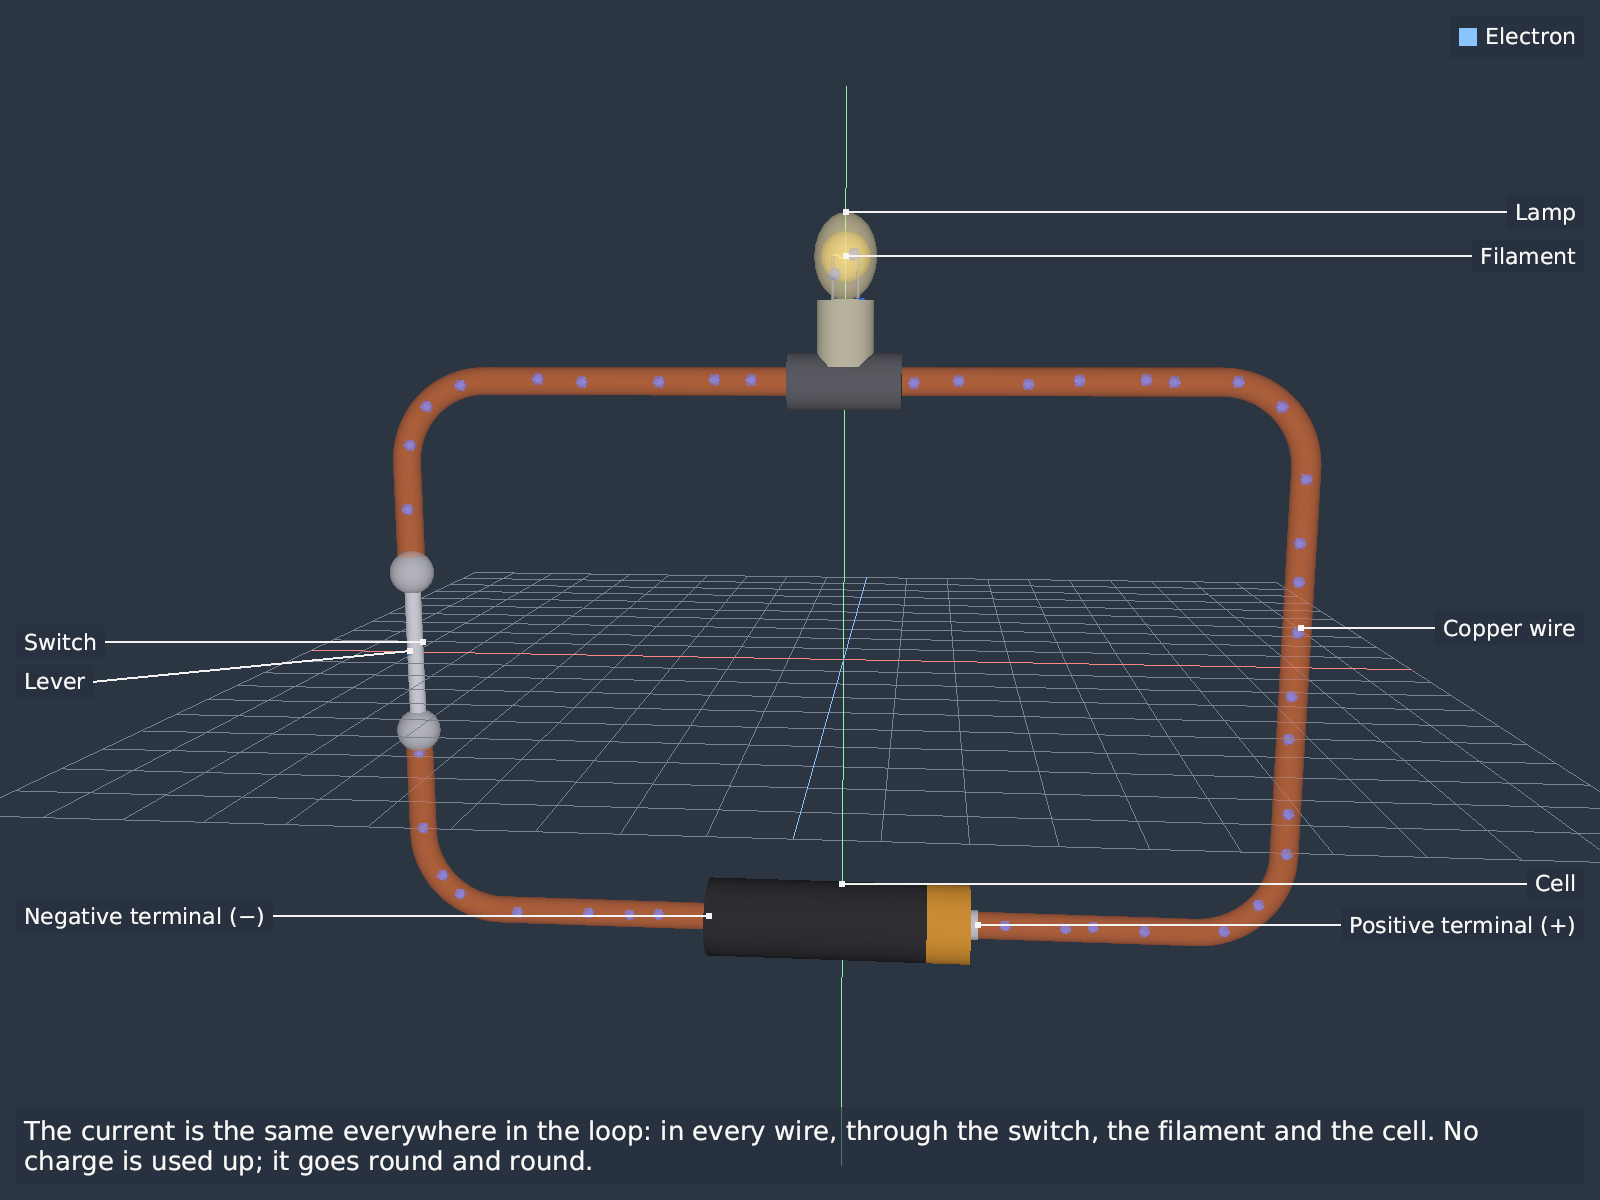 Electron
Lamp
Filament
Switch
Lever
Copper wire
Cell
Negative terminal (−)
Positive terminal (+)
The current is the same everywhere in the loop: in every wire, through the switch, the filament and the cell. No
charge is used up; it goes round and round.